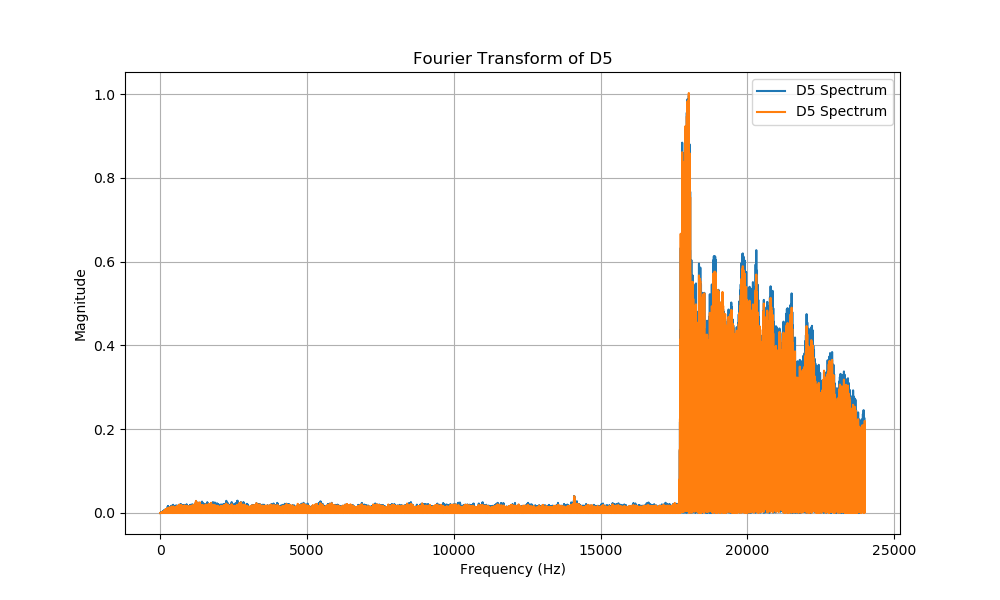 Fourier Transform of D5
D5 Spectrum
D5 Spectrum
1.0
0.8
0.6
0.4
0.2
0.0
Magnitude
0 5000 10000 15000 20000 25000
Frequency (Hz)